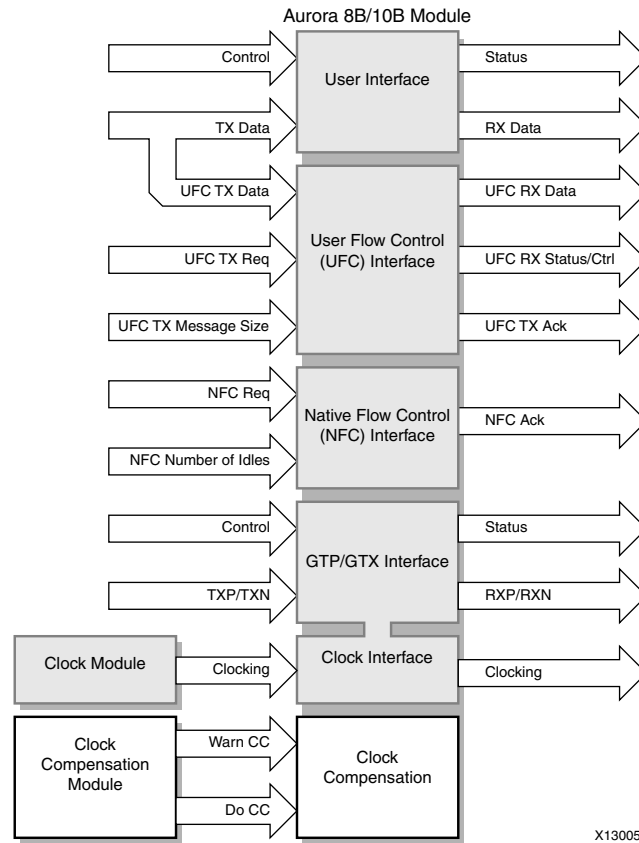 Aurora 8B/10B Module
Control
User Interface
Status
TX Data
RX Data
UFC TX Data
UFC RX Data
UFC TX Req
User Flow Control
(UFC) Interface
UFC RX Status/Ctrl
UFC TX Message Size
UFC TX Ack
NFC Req
Native Flow Control
(NFC) Interface
NFC Ack
NFC Number of Idles
Control
Status
GTP/GTX Interface
TXP/TXN
RXP/RXN
Clock Module
Clocking
Clock Interface
Clocking
Clock
Compensation
Module
Warn CC
Do CC
Clock
Compensation
X13005